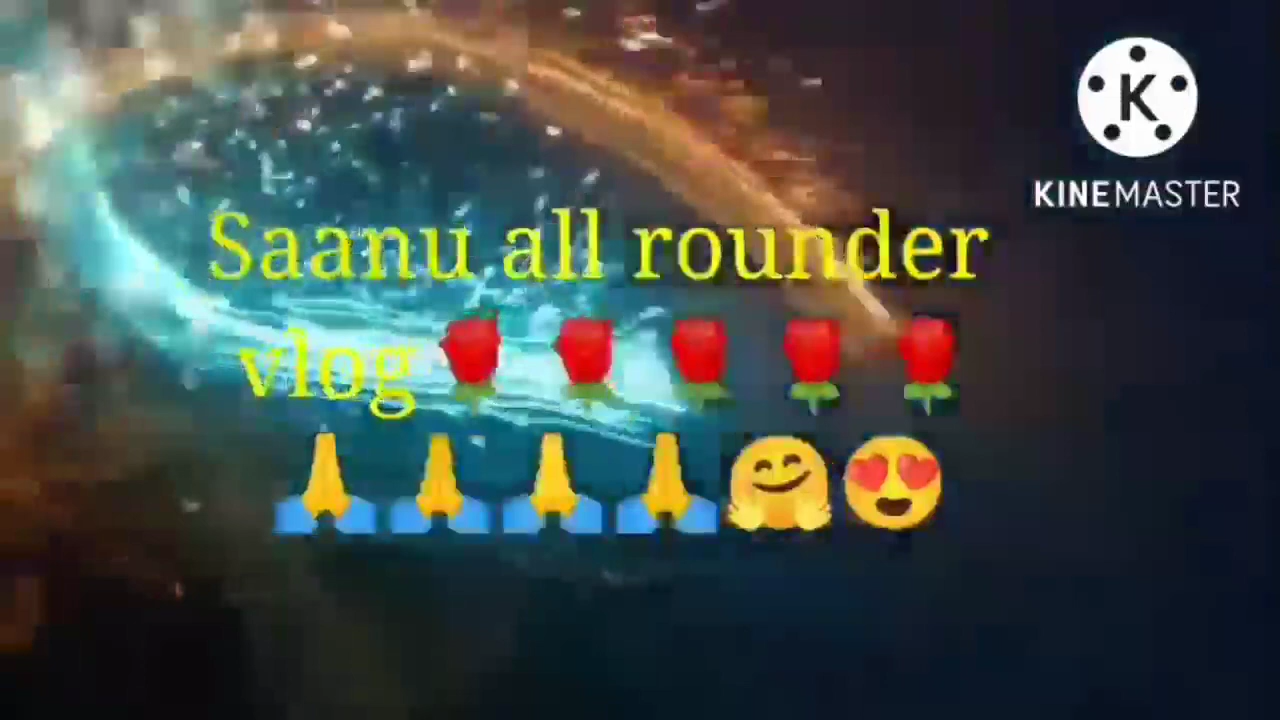 K
KINEMASTER
Saanu all rounder
vlog🌹🌹🌹🌹🌹
🙏🙏🙏🙏🤗😍